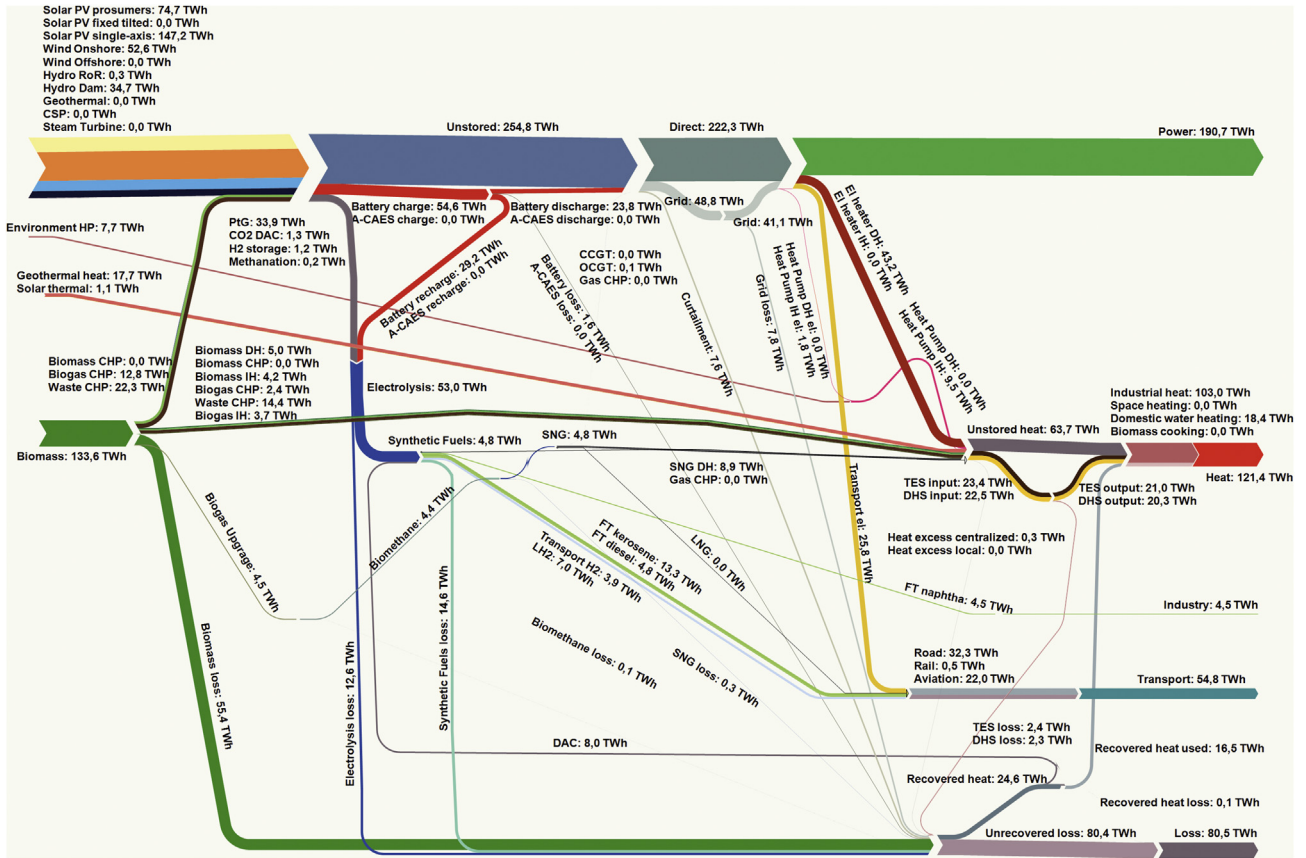 Solar PV prosumers: 74,7 TWh
Solar PV fixed tilted: 0,0 TWh
Solar PV single-axis: 147,2 TWh
Wind Onshore: 52,6 TWh
Wind Offshore: 0,0 TWh
Hydro RoR: 0,3 TWh
Hydro Dam: 34,7 TWh
Geothermal: 0,0 TWh
CSP: 0,0 TWh
Steam Turbine: 0,0 TWh
Unstored: 254,8 TWh
Direct: 222,3 TWh
Power: 190,7 TWh
Battery charge: 54,6 TWh
A-CAES charge: 0,0 TWh
Battery discharge: 23,8 TWh
A-CAES discharge: 0,0 TWh
Grid: 48,8 TWh
Grid: 41,1 TWh
El heater DH: 43,2 TWh
El heater IH: 0,0 TWh
PtG: 33,9 TWh
CO2 DAC: 1,3 TWh
H2 storage: 1,2 TWh
Methanation: 0,2 TWh
Environment HP: 7,7 TWh
Geothermal heat: 17,7 TWh
Solar thermal: 1,1 TWh
Battery recharge: 29,2 TWh
A-CAES recharge: 0,0 TWh
Battery loss: 1,6 TWh
A-CAES loss: 0,0 TWh
CCGT: 0,0 TWh
OCGT: 0,1 TWh
Gas CHP: 0,0 TWh
Curtailment: 7,6 TWh
Grid loss: 7,8 TWh
Heat Pump DH el: 0,0 TWh
Heat Pump IH el: 1,8 TWh
Heat Pump DH: 0,0 TWh
Heat Pump IH: 9,5 TWh
Biomass CHP: 0,0 TWh
Biogas CHP: 12,8 TWh
Waste CHP: 22,3 TWh
Biomass DH: 5,0 TWh
Biomass CHP: 0,0 TWh
Biomass IH: 4,2 TWh
Biogas CHP: 2,4 TWh
Waste CHP: 14,4 TWh
Biogas IH: 3,7 TWh
Electrolysis: 53,0 TWh
Biomass: 133,6 TWh
Synthetic Fuels: 4,8 TWh
SNG: 4,8 TWh
SNG DH: 8,9 TWh
Gas CHP: 0,0 TWh
Unstored heat: 63,7 TWh
Industrial heat: 103,0 TWh
Space heating: 0,0 TWh
Domestic water heating: 18,4 TWh
Biomass cooking: 0,0 TWh
Heat: 121,4 TWh
TES input: 23,4 TWh
DHS input: 22,5 TWh
TES output: 21,0 TWh
DHS output: 20,3 TWh
Heat excess centralized: 0,3 TWh
Heat excess local: 0,0 TWh
Biogas Upgrage: 4,5 TWh
Biomethane: 4,4 TWh
Transport el: 25,8 TWh
FT kerosene: 13,3 TWh
FT diesel: 4,8 TWh
Transport H2: 3,9 TWh
LH2: 7,0 TWh
LNG: 0,0 TWh
FT naphtha: 4,5 TWh
Industry: 4,5 TWh
Biomass loss: 55,4 TWh
Electrolysis loss: 12,6 TWh
Synthetic Fuels loss: 14,6 TWh
Biomethane loss: 0,1 TWh
SNG loss: 0,3 TWh
Road: 32,3 TWh
Rail: 0,5 TWh
Aviation: 22,0 TWh
Transport: 54,8 TWh
TES loss: 2,4 TWh
DHS loss: 2,3 TWh
DAC: 8,0 TWh
Recovered heat used: 16,5 TWh
Recovered heat: 24,6 TWh
Recovered heat loss: 0,1 TWh
Unrecovered loss: 80,4 TWh
Loss: 80,5 TWh